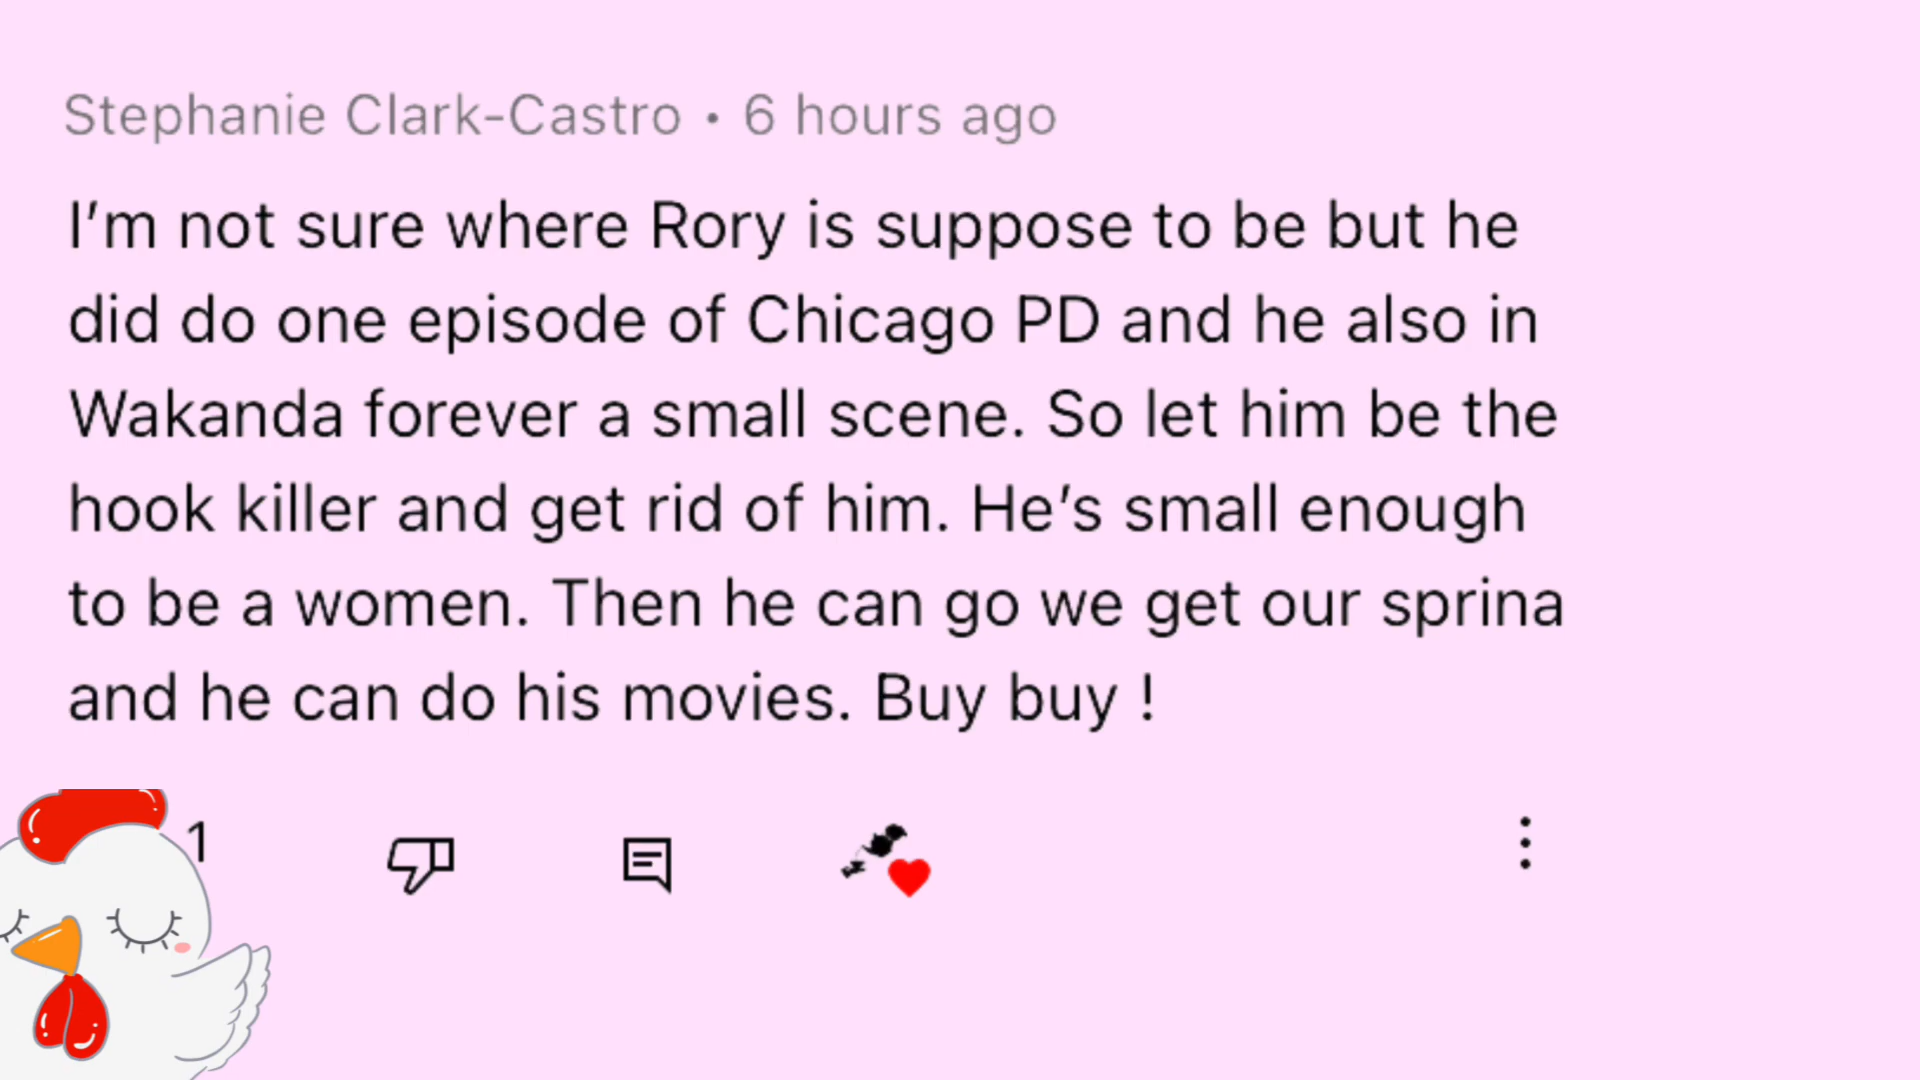 Stephanie Clark-Castro • 6 hours ago
I'm not sure where Rory is suppose to be but he
did do one episode of Chicago PD and he also in
Wakanda forever a small scene. So let him be the
hook killer and get rid of him. He's small enough
to be a women. Then he can go we get our sprina
and he can do his movies. Buy buy !
1